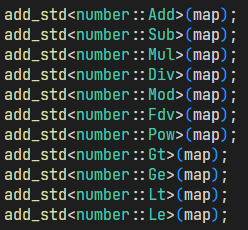 add_std<number::Add>(map);
add_std<number::Sub>(map);
add_std<number::Mul>(map);
add_std<number::Div>(map);
add_std<number::Mod>(map);
add_std<number::Fdv>(map);
add_std<number::Pow>(map);
add_std<number::Gt>(map);
add_std<number::Ge>(map);
add_std<number::Lt>(map);
add_std<number::Le>(map);